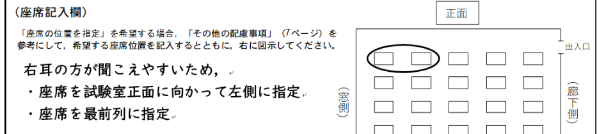 （座席記入欄）
「座席の位置を指定」を希望する場合、「その他の配慮事項」（7ページ）を
参考にして，希望する座席位置を記入するとともに，右に図示してください。
右耳の方が聞こえやすいため，
・座席を試験室正面に向かって左側に指定
・座席を最前列に指定
正面
出入口
（窓側）
（廊下側）